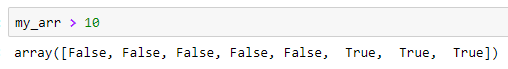 my_arr > 10
array([False, False, False, False, False,  True,  True,  True])